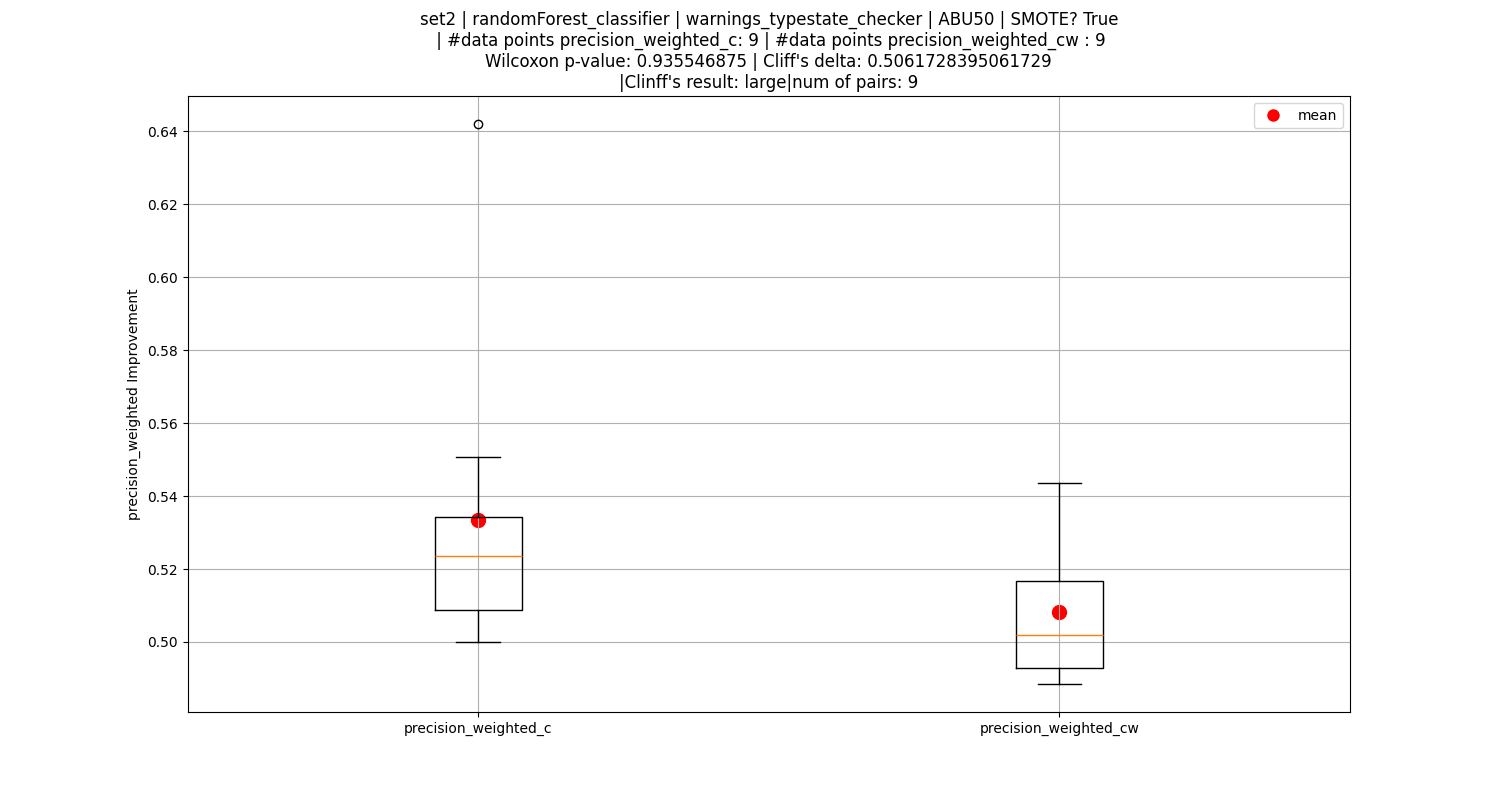 set2 | randomForest_classifier | warnings_typestate_checker | ABU50 | SMOTE? True
| #data points precision_weighted_c: 9 | #data points precision_weighted_cw : 9
Wilcoxon p-value: 0.935546875 | Cliff's delta: 0.5061728395061729
|Clinff's result: large|num of pairs: 9
mean
0.64
0.62
0.60
0.58
0.56
0.54
0.52
0.50
precision_weighted Improvement
precision_weighted_c
precision_weighted_cw